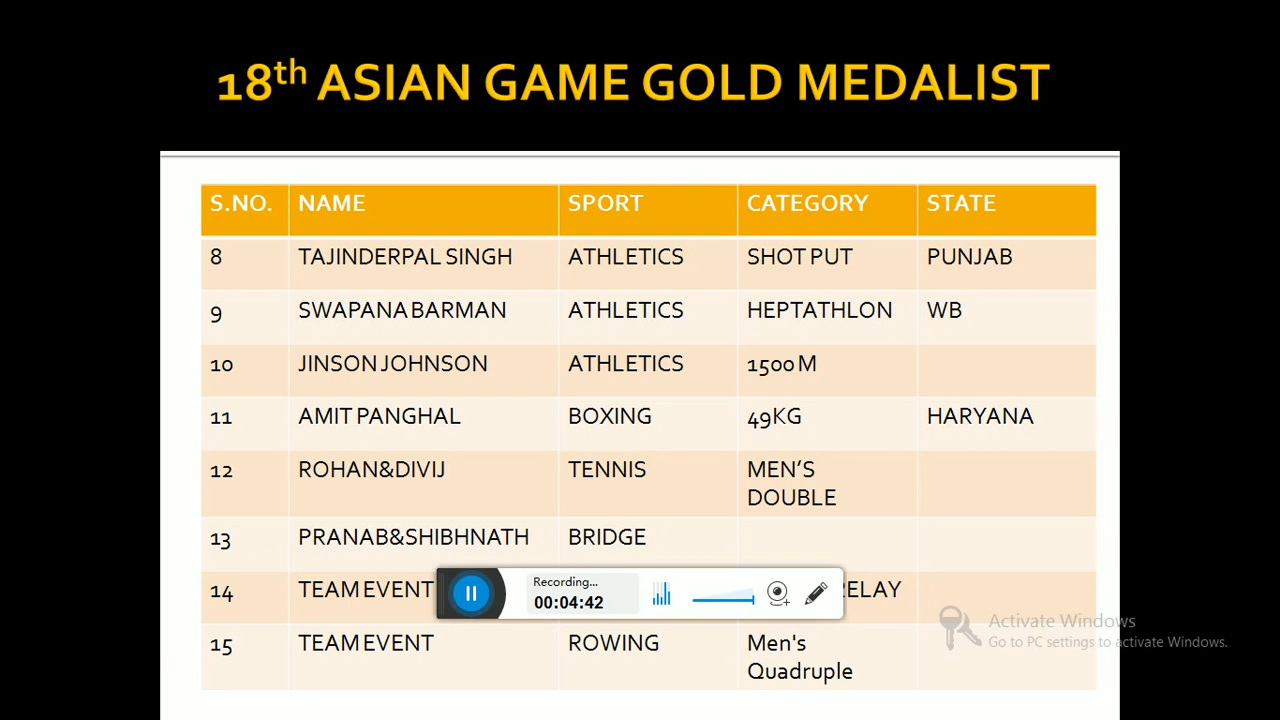 18th ASIAN GAME GOLD MEDALIST
S.NO. NAME SPORT CATEGORY STATE
8 TAJINDERPAL SINGH ATHLETICS SHOT PUT PUNJAB
9 SWAPANA BARMAN ATHLETICS HEPTATHLON WB
10 JINSON JOHNSON ATHLETICS 1500 M
11 AMIT PANGHAL BOXING 49KG HARYANA
12 ROHAN&DIVIJ TENNIS MEN'S
DOUBLE
13 PRANAB&SHIBHNATH BRIDGE
14 TEAM EVENT
Recording...
00:04:42
15 TEAM EVENT ROWING Men's
Quadruple
Activate Windows
Go to PC settings to activate Windows.